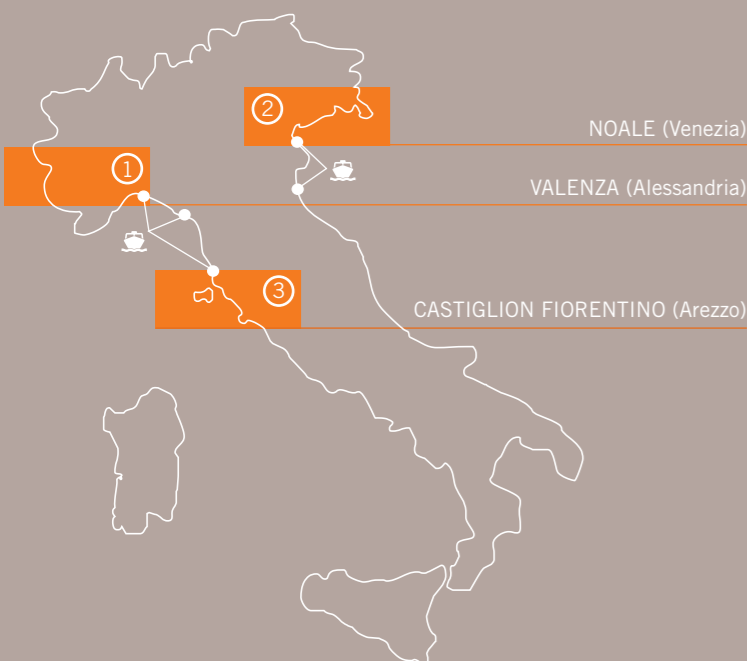 2
NOALE (Venezia)
1
VALENZA (Alessandria)
3
CASTIGLION FIORENTINO (Arezzo)